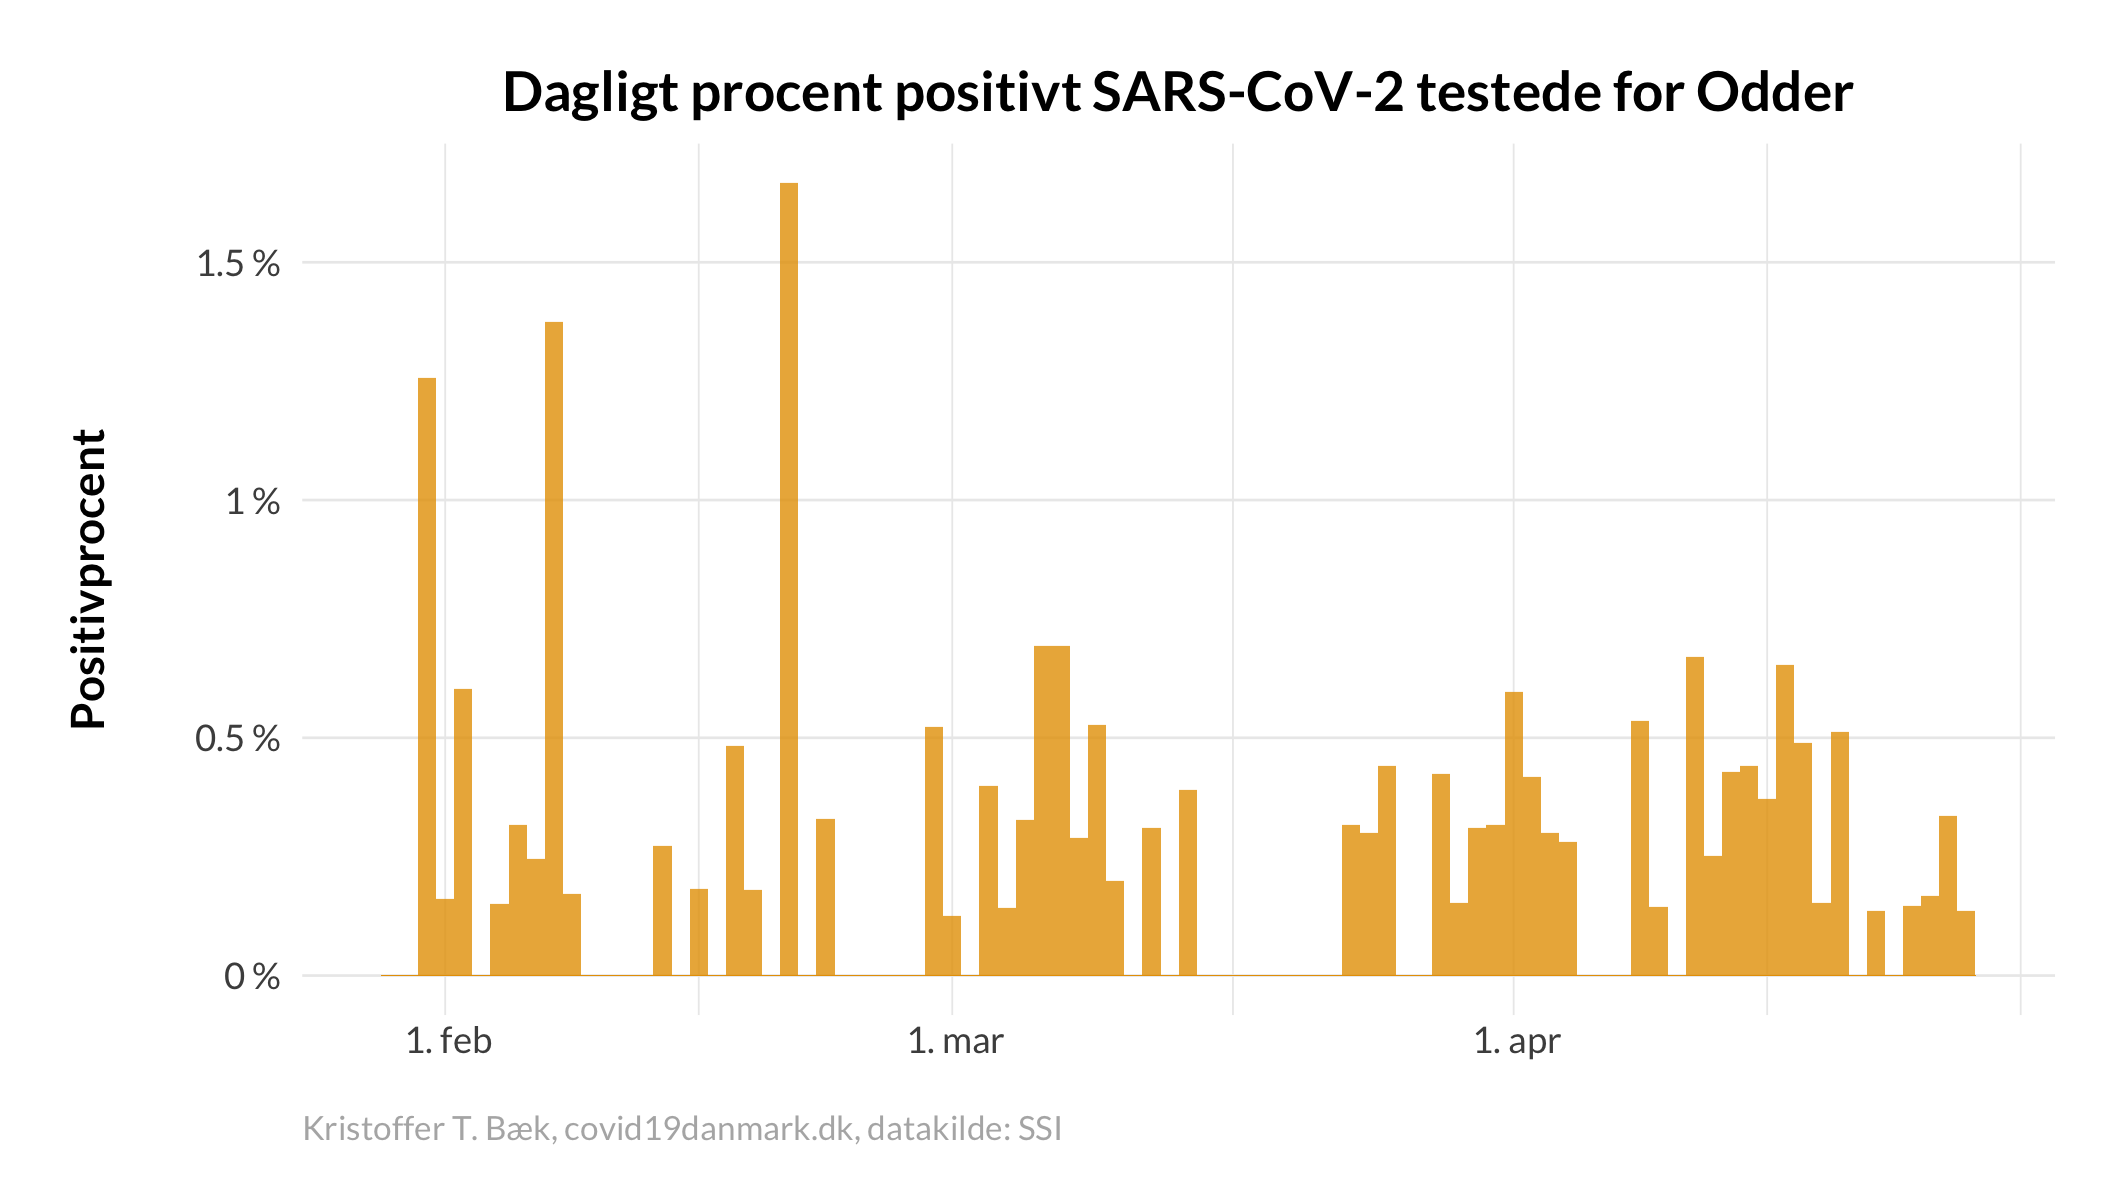 Dagligt procent positivt SARS-CoV-2 testede for Odder
Positivprocent
1.5 %
1 %
0.5 %
0 %
1. feb
1. mar
1. apr
Kristoffer T. Bæk, covid19danmark.dk, datakilde: SSI